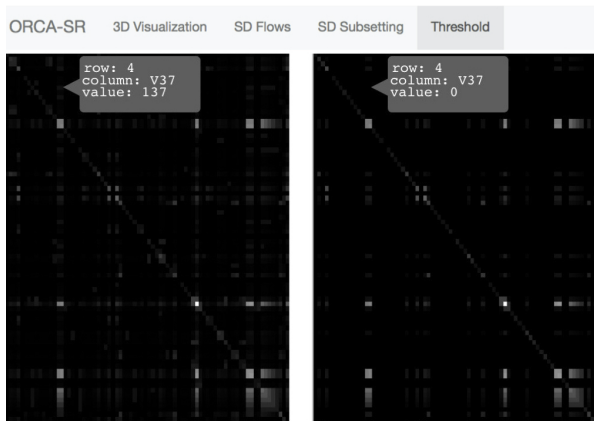 ORCA-SR 3D Visualization SD Flows SD Subsetting Threshold
row: 4
column: V37
value: 137
row: 4
column: V37
value: 0